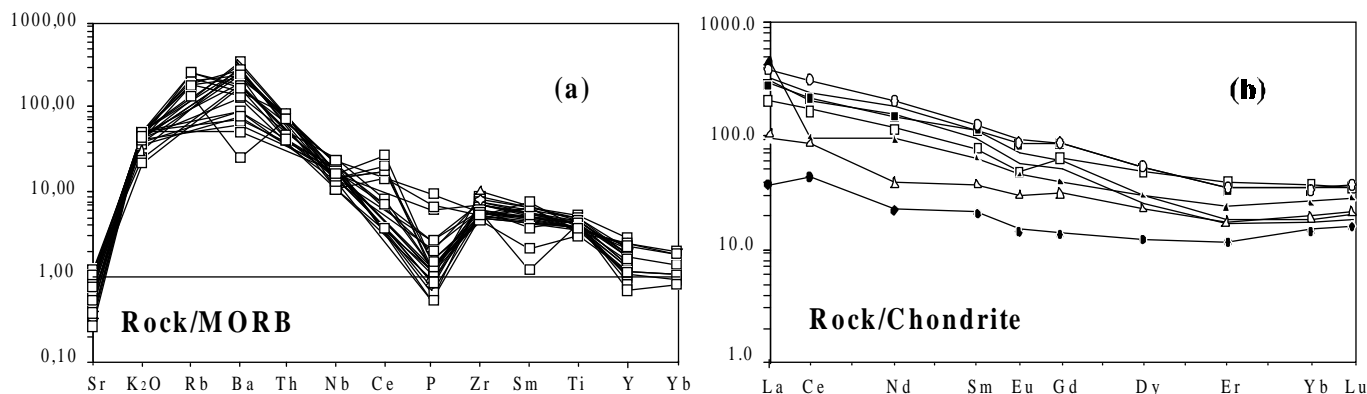 1000,00
100,00
10,00
1,00
0,10
(a)
Rock/MORB
Sr K2O Rb Ba Th Nb Ce P Zr Sm Ti Y Yb
1000.0
100.0
10.0
1.0
(b)
Rock/Chondrite
La Ce Nd Sm Eu Gd Dy Er Yb Lu